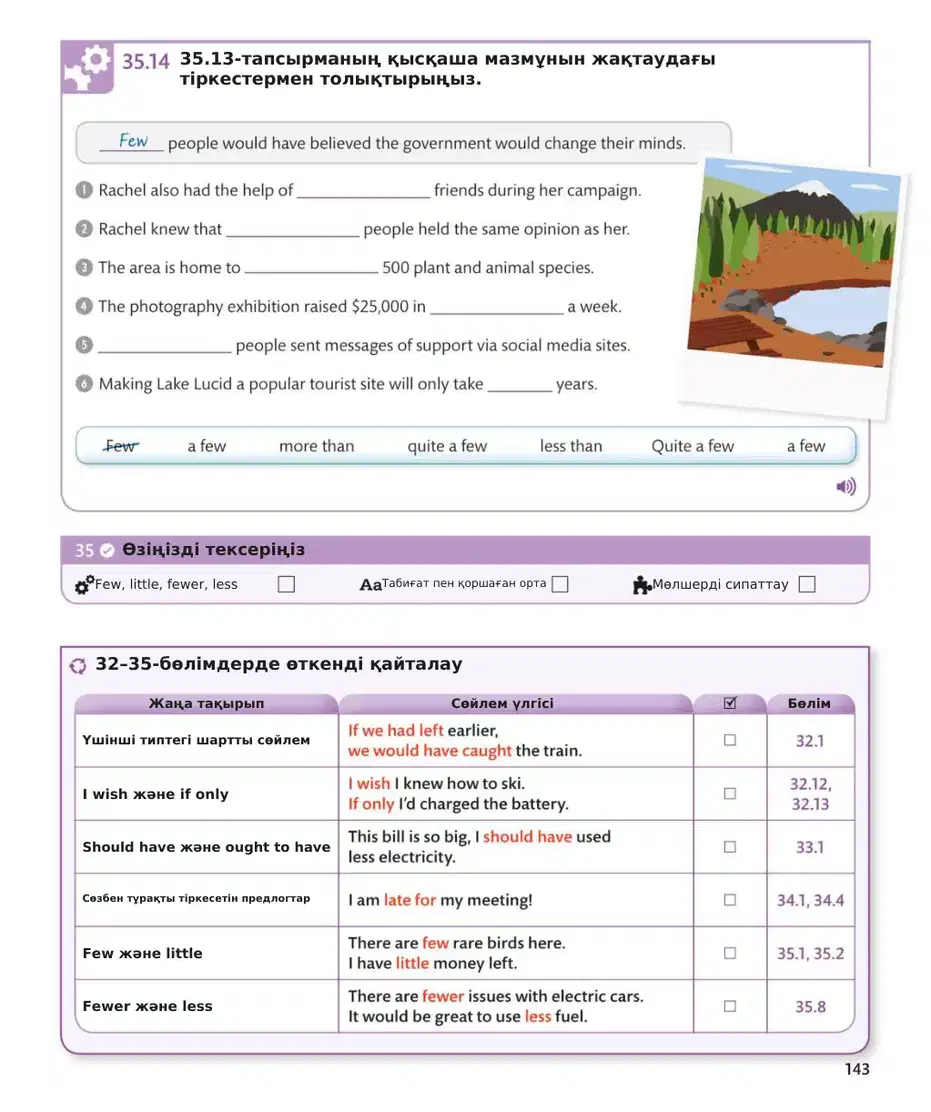 35.14 35.13-тапсырманың қысқаша мазмұнын жақтаудағы
тіркестермен толықтырыңыз.
Few people would have believed the government would change their minds.
1 Rachel also had the help of ______ friends during her campaign.
2 Rachel knew that ______ people held the same opinion as her.
3 The area is home to ______ 500 plant and animal species.
4 The photography exhibition raised $25,000 in ______ a week.
5 ______ people sent messages of support via social media sites.
6 Making Lake Lucid a popular tourist site will only take ______ years.
Few a few more than quite a few less than Quite a few a few
35 Өзіңізді тексеріңіз
Few, little, fewer, less Aa Табиғат пен қоршаған орта Мөлшерді сипаттау
32–35-бөлімдерде өткенді қайталау
Жаңа тақырып Сөйлем үлгісі Бөлім
Үшінші типтегі шартты сөйлем
If we had left earlier,
we would have caught the train.
32.1
I wish және if only
I wish I knew how to ski.
If only I'd charged the battery.
32.12,
32.13
Should have және ought to have
This bill is so big, I should have used
less electricity.
33.1
Сөзбен тұрақты тіркесетін предлогтар
I am late for my meeting!
34.1, 34.4
Few және little
There are few rare birds here.
I have little money left.
35.1, 35.2
Fewer және less
There are fewer issues with electric cars.
It would be great to use less fuel.
35.8
143